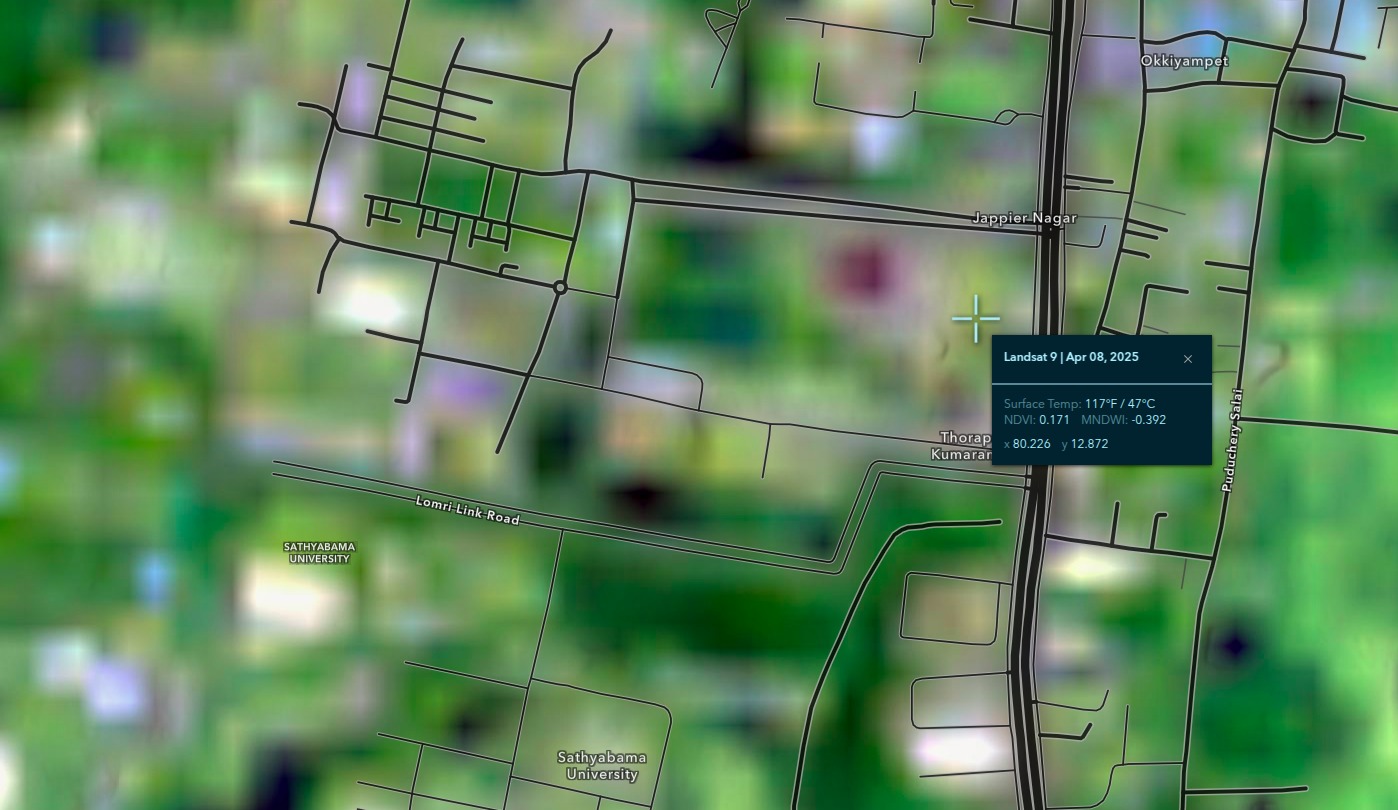 Okkiyampet
Jappier Nagar
Landsat 9 | Apr 08, 2025
×
Surface Temp: 117°F / 47°C
NDVI: 0.171 MNDWI: -0.392
x 80.226 y 12.872
Thorap
Kumaran
Puduchery Salai
Lomri Link Road
SATHYABAMA
UNIVERSITY
Sathyabama
University